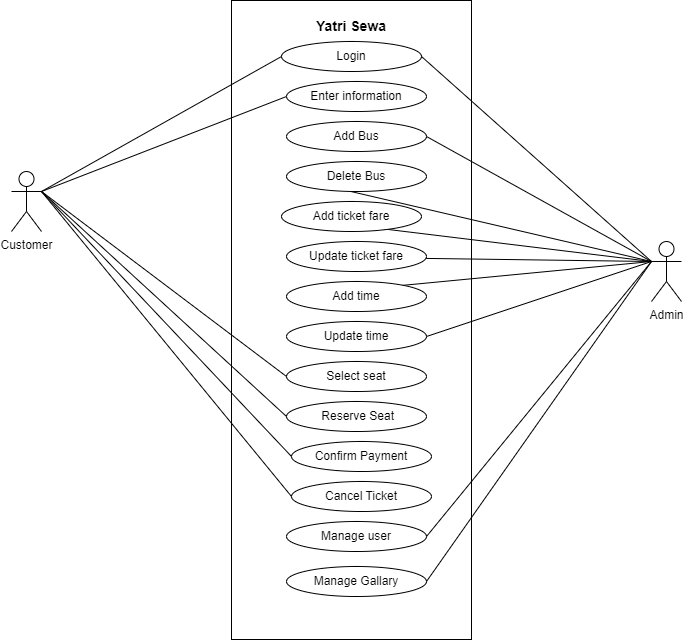 Yatri Sewa
Login
Enter information
Add Bus
Delete Bus
Add ticket fare
Update ticket fare
Add time
Update time
Select seat
Reserve Seat
Confirm Payment
Cancel Ticket
Manage user
Manage Gallary
Customer
Admin